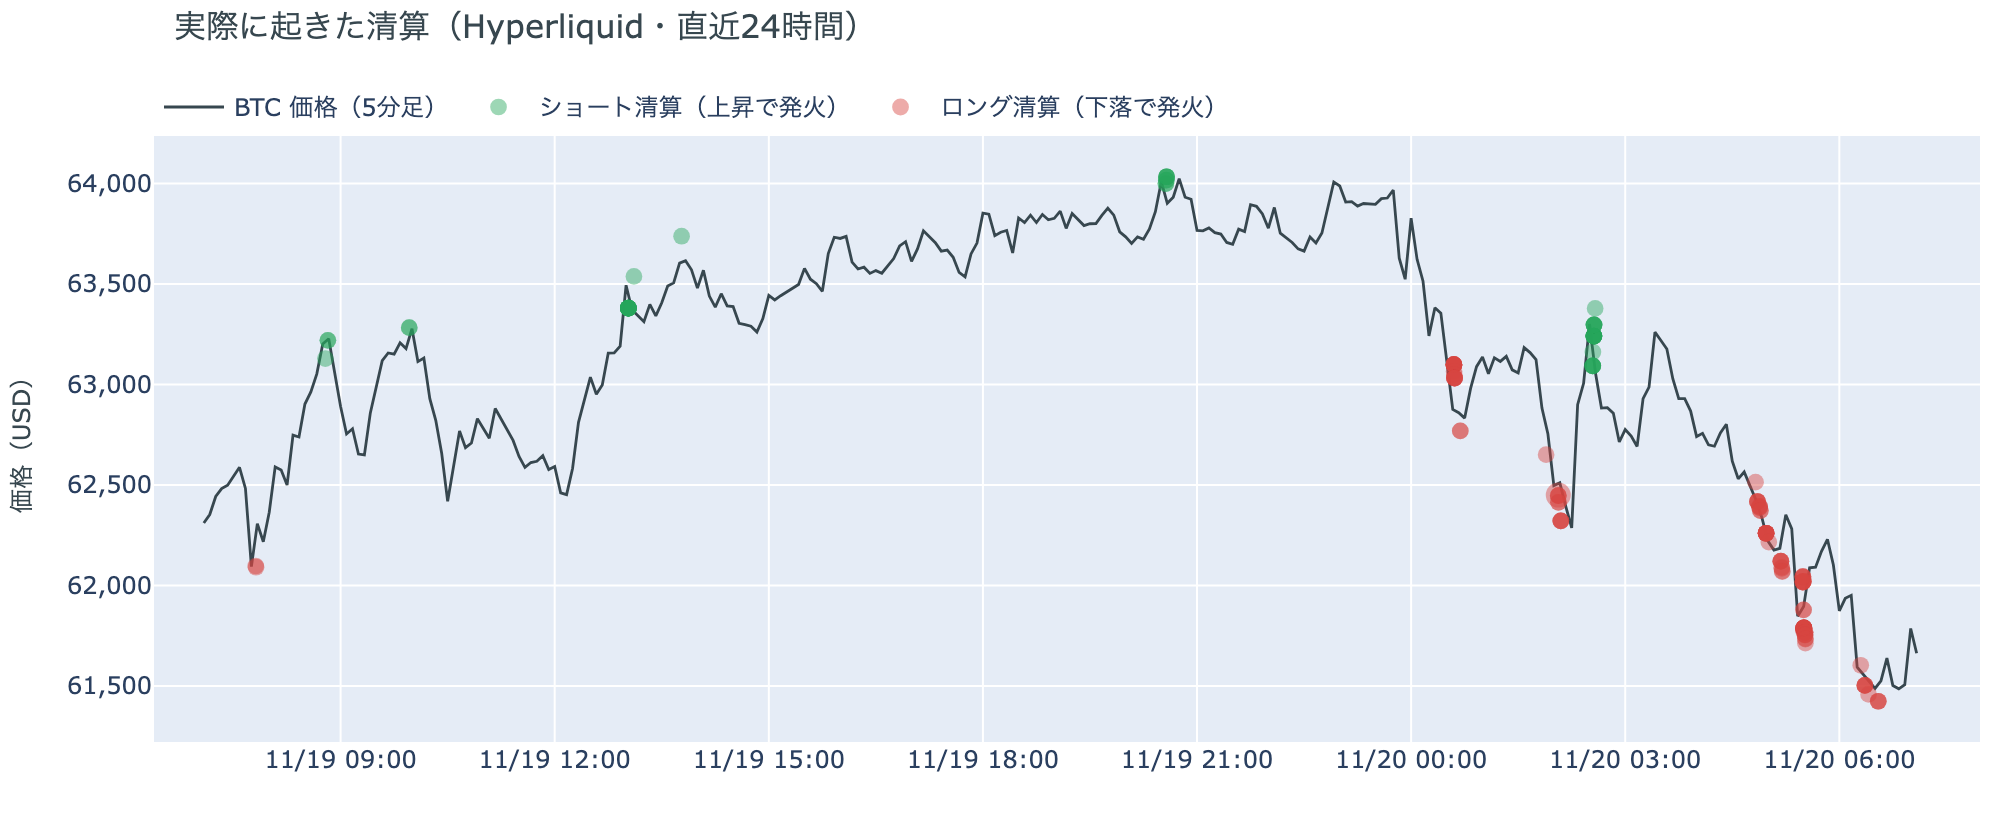 実際に起きた清算（Hyperliquid・直近24時間）
BTC 価格（5分足） ショート清算（上昇で発火） ロング清算（下落で発火）
価格（USD）
64,000
63,500
63,000
62,500
62,000
61,500
11/19 09:00 11/19 12:00 11/19 15:00 11/19 18:00 11/19 21:00 11/20 00:00 11/20 03:00 11/20 06:00